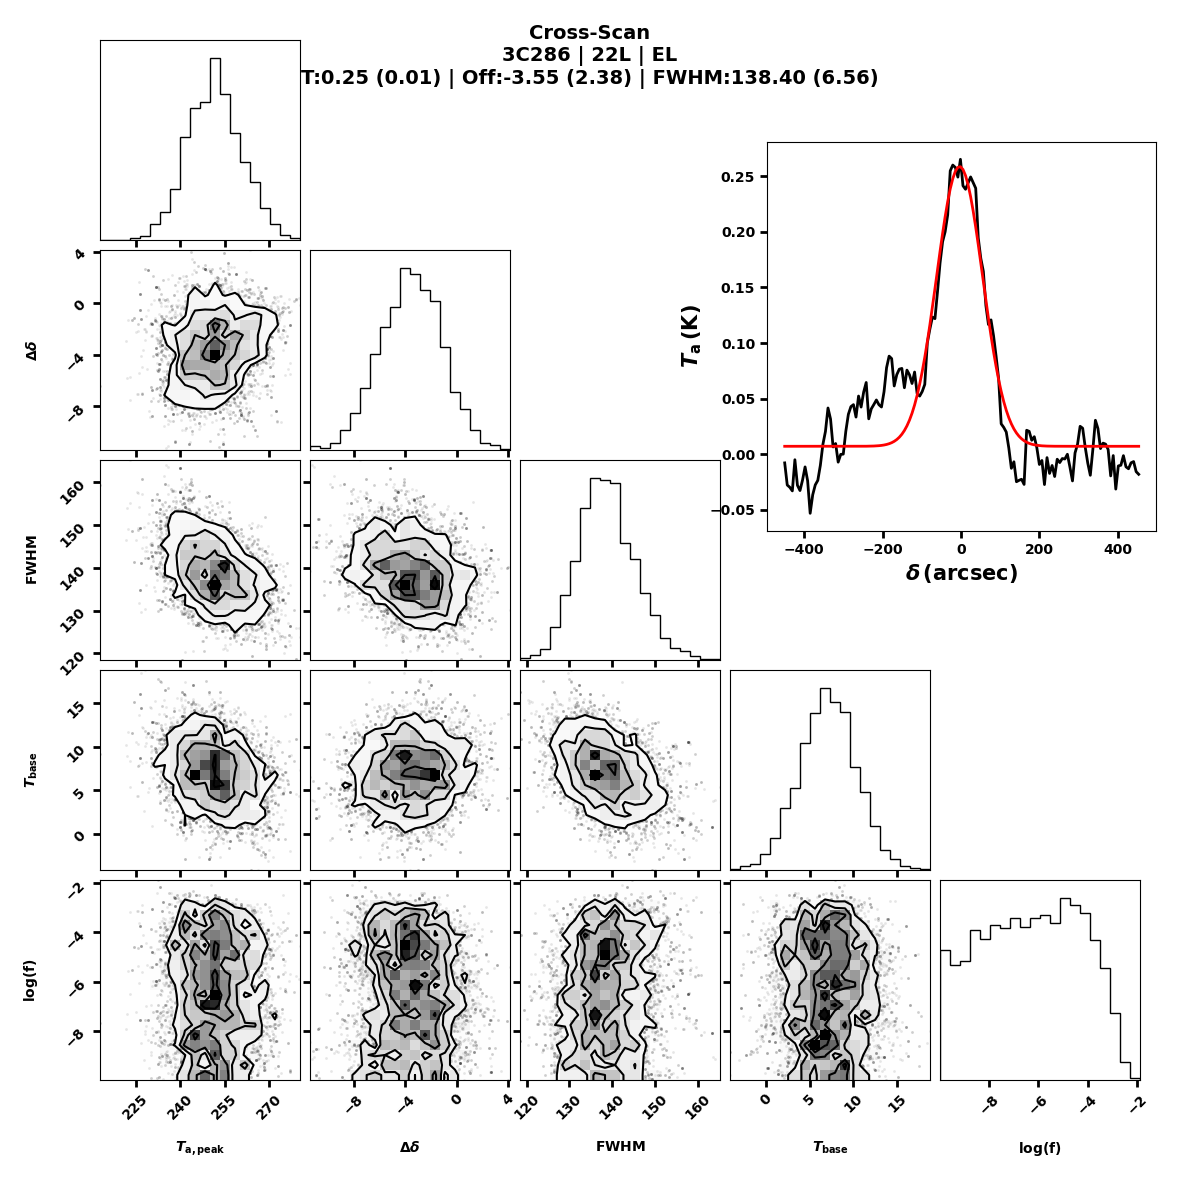 Cross-Scan
3C286 | 22L | EL
T:0.25 (0.01) | Off:-3.55 (2.38) | FWHM:138.40 (6.56)
0.25
0.20
0.15
0.10
0.05
0.00
−0.05
Ta (K)
−400 −200 0 200 400
δ (arcsec)
4
0
−4
−8
Δδ
160
150
140
130
120
FWHM
15
10
5
0
Tbase
−2
−4
−6
−8
log(f)
225 240 255 270
−8 −4 0 4
120 130 140 150 160
0 5 10 15
−8 −6 −4 −2
Ta,peak
Δδ
FWHM
Tbase
log(f)